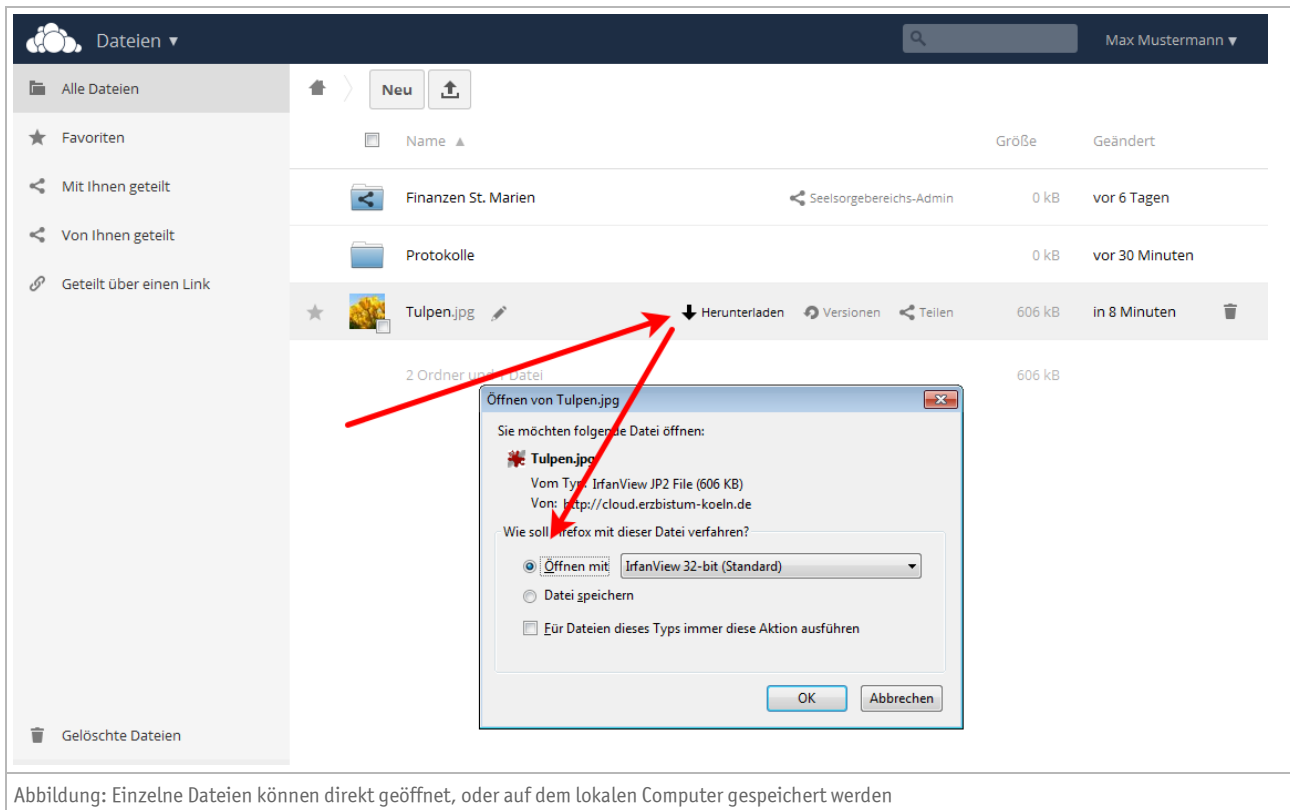 Dateien ▾
Max Mustermann ▾
Alle Dateien
Favoriten
Mit Ihnen geteilt
Von Ihnen geteilt
Geteilt über einen Link
Gelöschte Dateien
Neu
Name ▲ Größe Geändert
Finanzen St. Marien Seelsorgebereichs-Admin 0 kB vor 6 Tagen
Protokolle 0 kB vor 30 Minuten
Tulpen.jpg Herunterladen Versionen Teilen 606 kB in 8 Minuten
2 Ordner und 1 Datei 606 kB
Öffnen von Tulpen.jpg
Sie möchten folgende Datei öffnen:
Tulpen.jpg
Vom Typ: IrfanView JP2 File (606 KB)
Von: http://cloud.erzbistum-koeln.de
Wie soll Firefox mit dieser Datei verfahren?
Öffnen mit IrfanView 32-bit (Standard)
Datei speichern
Für Dateien dieses Typs immer diese Aktion ausführen
OK Abbrechen
Abbildung: Einzelne Dateien können direkt geöffnet, oder auf dem lokalen Computer gespeichert werden